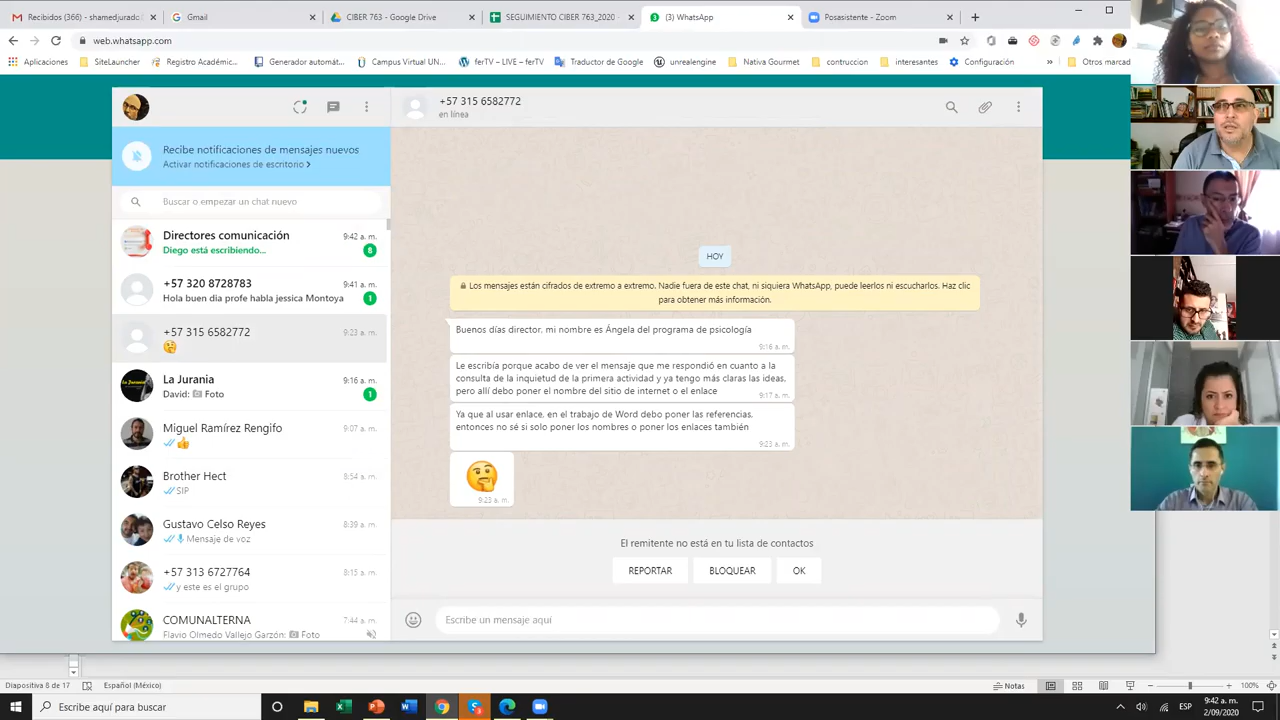 Recibidos (366) - shamedjurado
Gmail
CIBER 763 - Google Drive
SEGUIMIENTO CIBER 763_2020 -
(3) WhatsApp
Posasistente - Zoom
web.whatsapp.com
Aplicaciones
SiteLauncher
Registro Académic...
Generador automát...
Campus Virtual UN...
ferTV – LIVE – ferTV
Traductor de Google
unrealengine
Nativa Gourmet
contruccion
interesantes
Configuración
»
Otros marcad
+57 315 6582772
en línea
Recibe notificaciones de mensajes nuevos
Activar notificaciones de escritorio >
Buscar o empezar un chat nuevo
Directores comunicación 9:42 a. m.
Diego está escribiendo... 8
+57 320 8728783 9:41 a. m.
Hola buen dia profe habla jessica Montoya 1
+57 315 6582772 9:23 a. m.
🤔
La Jurania 9:16 a. m.
David: 📷 Foto 1
Miguel Ramírez Rengifo 9:07 a. m.
👍
Brother Hect 8:54 a. m.
SIP
Gustavo Celso Reyes 8:39 a. m.
Mensaje de voz
+57 313 6727764 8:15 a. m.
y este es el grupo
COMUNALTERNA 7:44 a. m.
Flavio Olmedo Vallejo Garzón: 📷 Foto
HOY
Los mensajes están cifrados de extremo a extremo. Nadie fuera de este chat, ni siquiera WhatsApp, puede leerlos ni escucharlos. Haz clic
para obtener más información.
Buenos días director, mi nombre es Ángela del programa de psicología
9:16 a. m.
Le escribía porque acabo de ver el mensaje que me respondió en cuanto a la
consulta de la inquietud de la primera actividad y ya tengo más claras las ideas,
pero allí debo poner el nombre del sitio de internet o el enlace
9:17 a. m.
Ya que al usar enlace, en el trabajo de Word debo poner las referencias,
entonces no sé si solo poner los nombres o poner los enlaces también
9:23 a. m.
🤔
9:23 a. m.
El remitente no está en tu lista de contactos
REPORTAR
BLOQUEAR
OK
Escribe un mensaje aquí
Diapositiva 8 de 17
Español (México)
Notas
100%
Escribe aquí para buscar
ESP
9:42 a. m.
2/09/2020